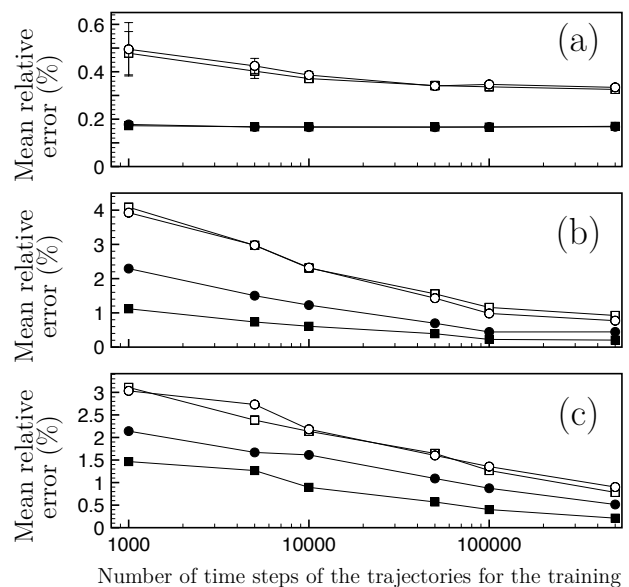 Mean relative
error (%)
0.6
0.4
0.2
0
(a)
Mean relative
error (%)
4
3
2
1
0
(b)
Mean relative
error (%)
3
2.5
2
1.5
1
0.5
0
(c)
1000 10000 100000
Number of time steps of the trajectories for the training